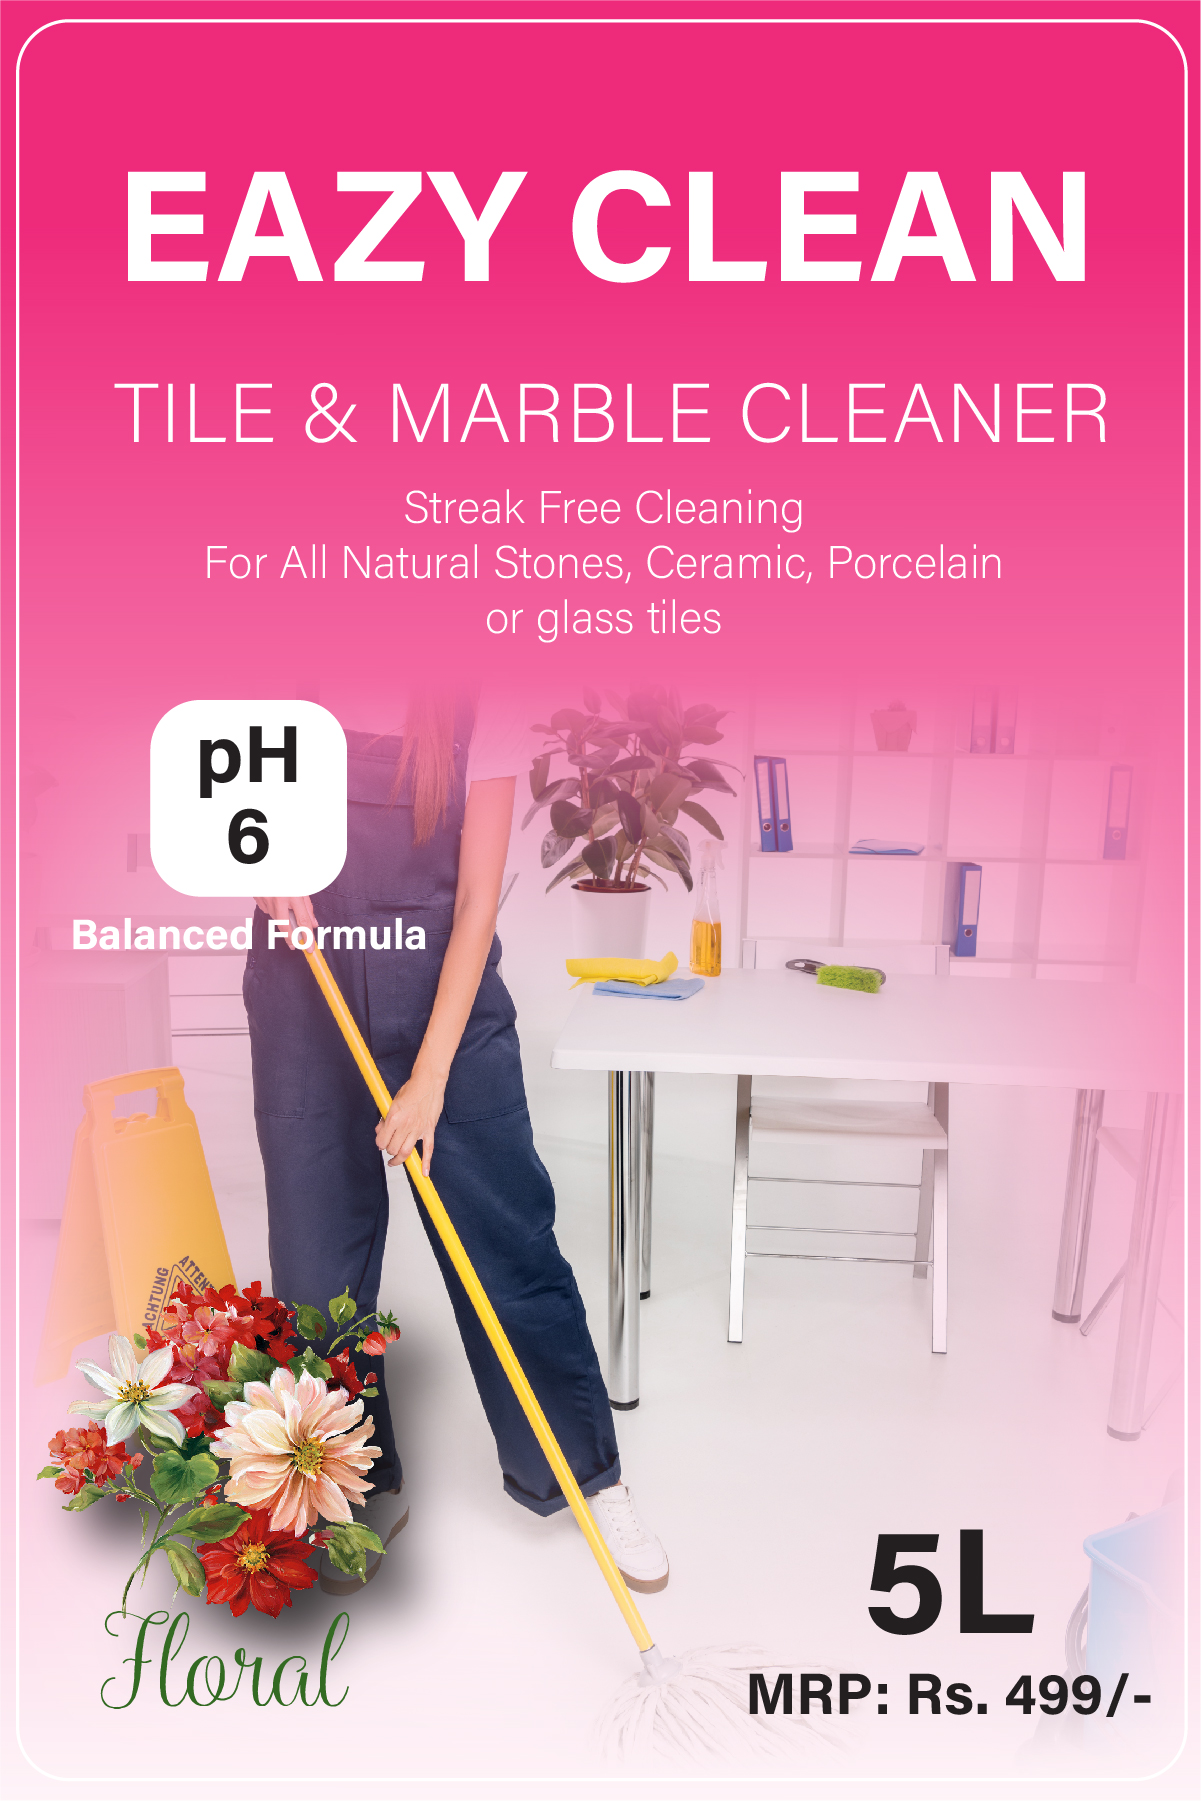 EAZY CLEAN
TILE & MARBLE CLEANER
Streak Free Cleaning
For All Natural Stones, Ceramic, Porcelain
or glass tiles
pH
6
Balanced Formula
ACHTUNG
Floral
5L
MRP: Rs. 499/-